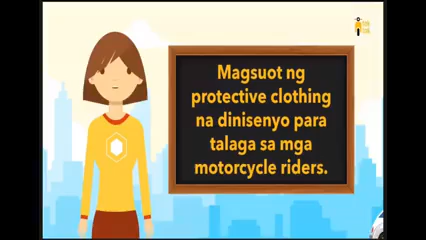 Magsuot ng
protective clothing
na dinisenyo para
talaga sa mga
motorcycle riders.